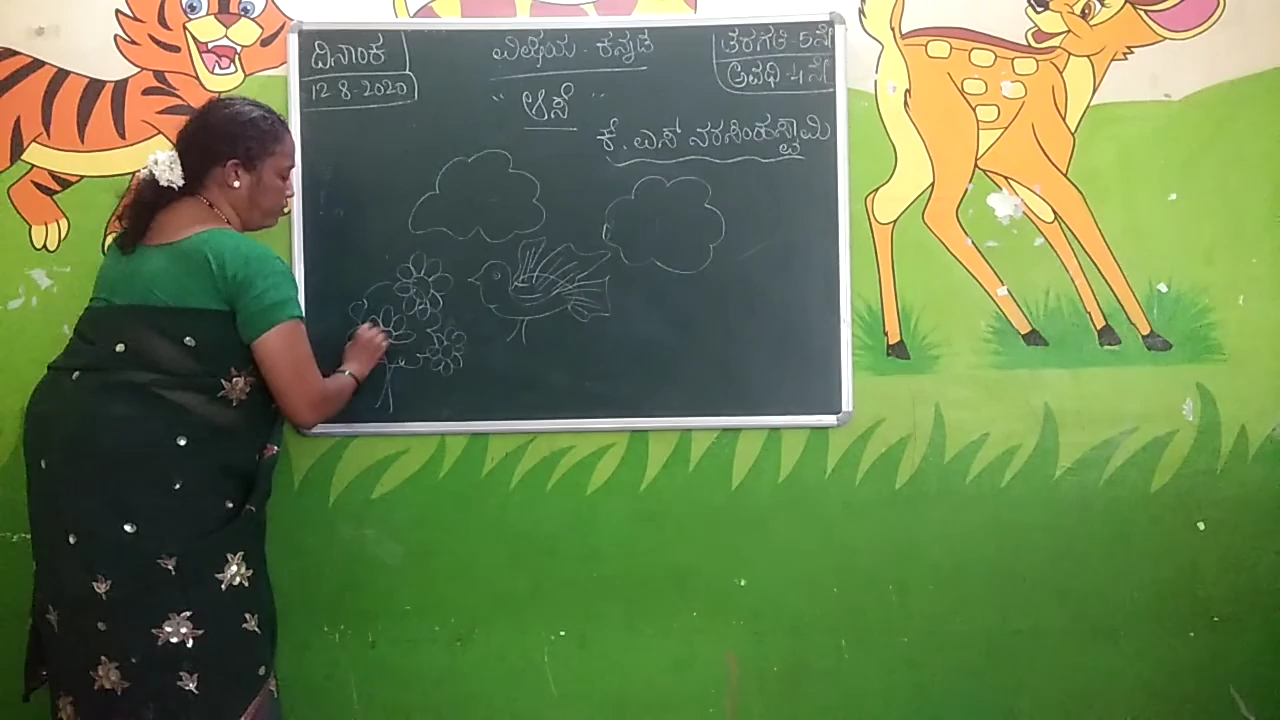 ದಿನಾಂಕ
12-8-2020
ವಿಷಯ - ಕನ್ನಡ
ತರಗತಿ - 5ನೇ
ಅವಧಿ - 4ನೇ
"ಆಸೆ"
ಕೆ. ಎಸ್ ನರಸಿಂಹಸ್ವಾಮಿ